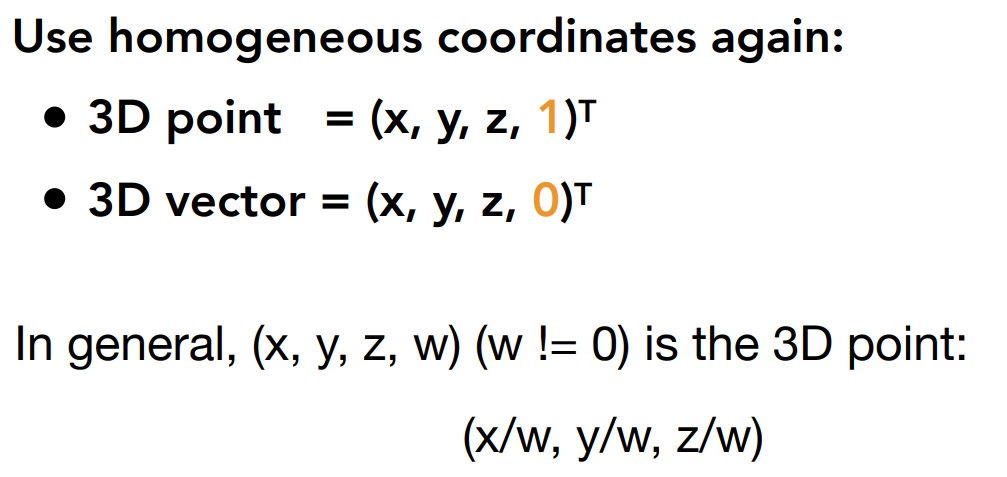 Use homogeneous coordinates again:
• 3D point = (x, y, z, 1)ᵀ
• 3D vector = (x, y, z, 0)ᵀ
In general, (x, y, z, w) (w != 0) is the 3D point:
(x/w, y/w, z/w)